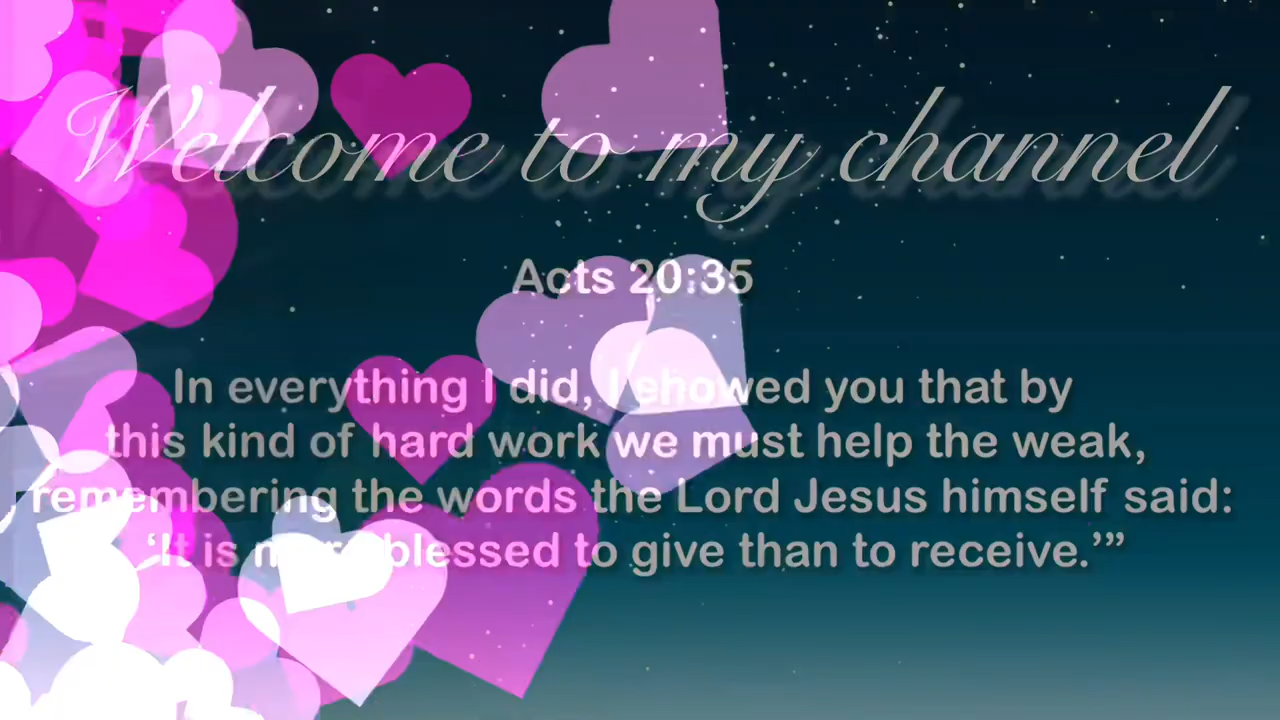 Welcome to my channel
Acts 20:35
In everything I did, I showed you that by
this kind of hard work we must help the weak,
remembering the words the Lord Jesus himself said:
‘It is more blessed to give than to receive.’”